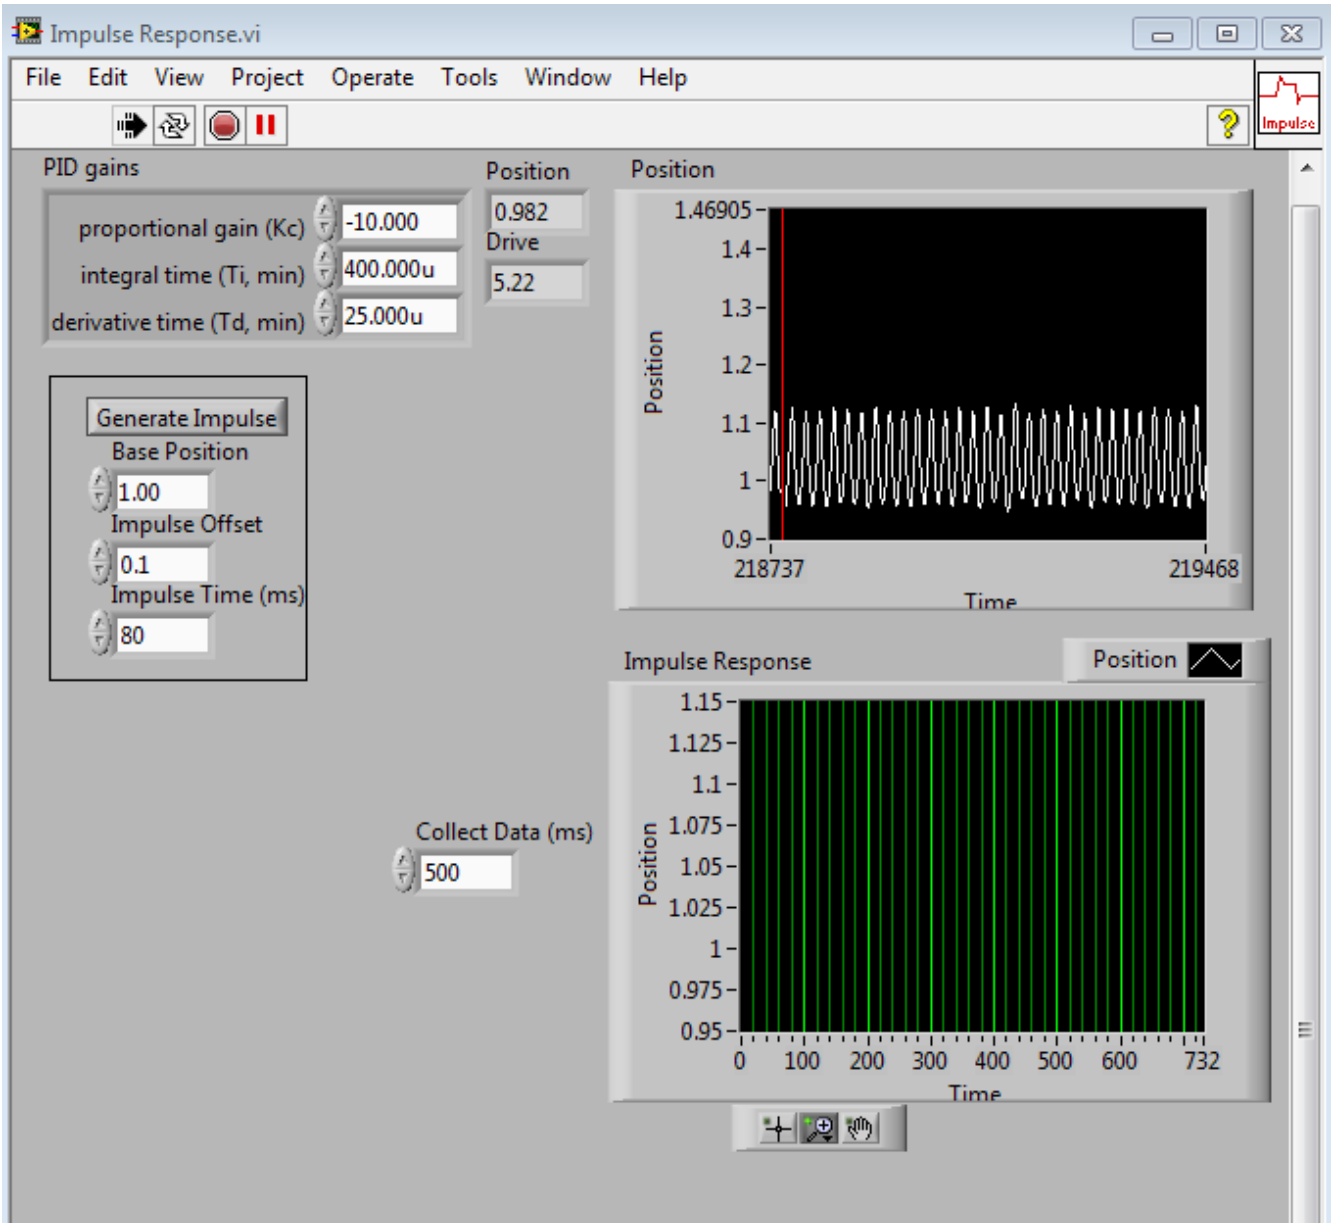 Impulse Response.vi
File Edit View Project Operate Tools Window Help
Impulse
PID gains
proportional gain (Kc) -10.000
integral time (Ti, min) 400.000u
derivative time (Td, min) 25.000u
Position
0.982
Drive
5.22
Generate Impulse
Base Position
1.00
Impulse Offset
0.1
Impulse Time (ms)
80
Position
1.46905
1.4
1.3
1.2
1.1
1
0.9
Position
218737 219468
Time
Impulse Response
Position
1.15
1.125
1.1
1.075
1.05
1.025
1
0.975
0.95
Position
0 100 200 300 400 500 600 732
Time
Collect Data (ms)
500